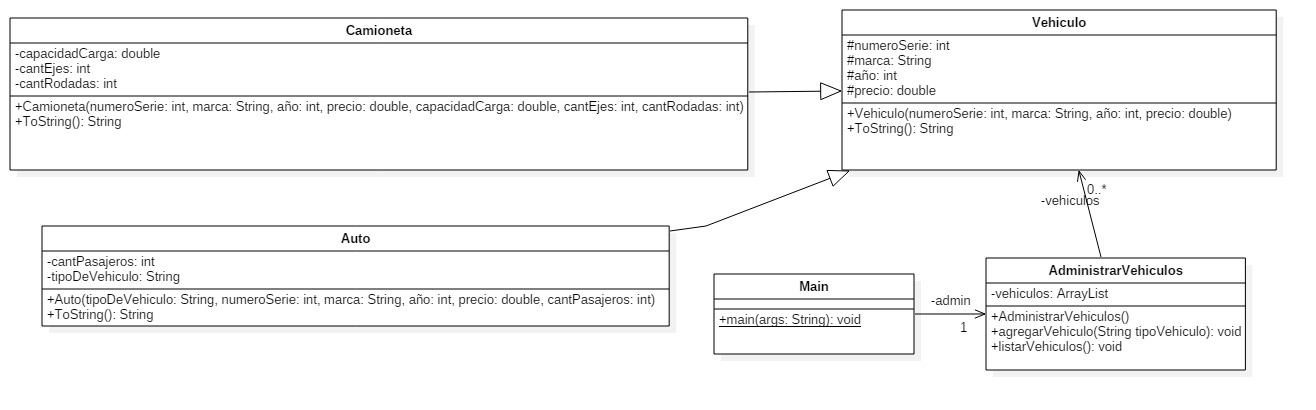 Camioneta
-capacidadCarga: double
-cantEjes: int
-cantRodadas: int
+Camioneta(numeroSerie: int, marca: String, año: int, precio: double, capacidadCarga: double, cantEjes: int, cantRodadas: int)
+ToString(): String
Vehiculo
#numeroSerie: int
#marca: String
#año: int
#precio: double
+Vehiculo(numeroSerie: int, marca: String, año: int, precio: double)
+ToString(): String
0..*
-vehiculos
Auto
-cantPasajeros: int
-tipoDeVehiculo: String
+Auto(tipoDeVehiculo: String, numeroSerie: int, marca: String, año: int, precio: double, cantPasajeros: int)
+ToString(): String
Main
+main(args: String): void
-admin
1
AdministrarVehiculos
-vehiculos: ArrayList
+AdministrarVehiculos()
+agregarVehiculo(String tipoVehiculo): void
+listarVehiculos(): void